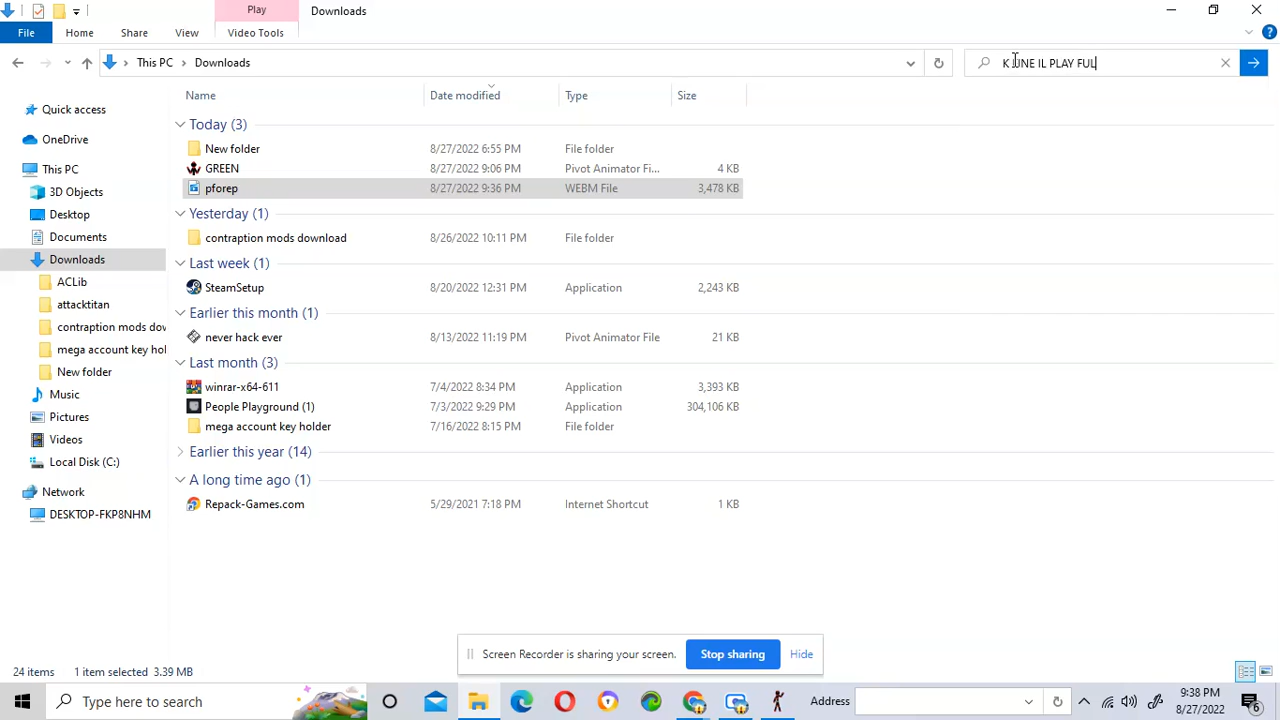 Play
Downloads
File
Home
Share
View
Video Tools
This PC
Downloads
K JUNE IL PLAY FUL
Name
Date modified
Type
Size
Quick access
OneDrive
This PC
3D Objects
Desktop
Documents
Downloads
ACLib
attacktitan
contraption mods dov
mega account key hol
New folder
Music
Pictures
Videos
Local Disk (C:)
Network
DESKTOP-FKP8NHM
Today (3)
New folder 8/27/2022 6:55 PM File folder
GREEN 8/27/2022 9:06 PM Pivot Animator Fi... 4 KB
pforep 8/27/2022 9:36 PM WEBM File 3,478 KB
Yesterday (1)
contraption mods download 8/26/2022 10:11 PM File folder
Last week (1)
SteamSetup 8/20/2022 12:31 PM Application 2,243 KB
Earlier this month (1)
never hack ever 8/13/2022 11:19 PM Pivot Animator File 21 KB
Last month (3)
winrar-x64-611 7/4/2022 8:34 PM Application 3,393 KB
People Playground (1) 7/3/2022 9:29 PM Application 304,106 KB
mega account key holder 7/16/2022 8:15 PM File folder
Earlier this year (14)
A long time ago (1)
Repack-Games.com 5/29/2021 7:18 PM Internet Shortcut 1 KB
Screen Recorder is sharing your screen.
Stop sharing
Hide
24 items 1 item selected 3.39 MB
Type here to search
Address
9:38 PM
8/27/2022
6